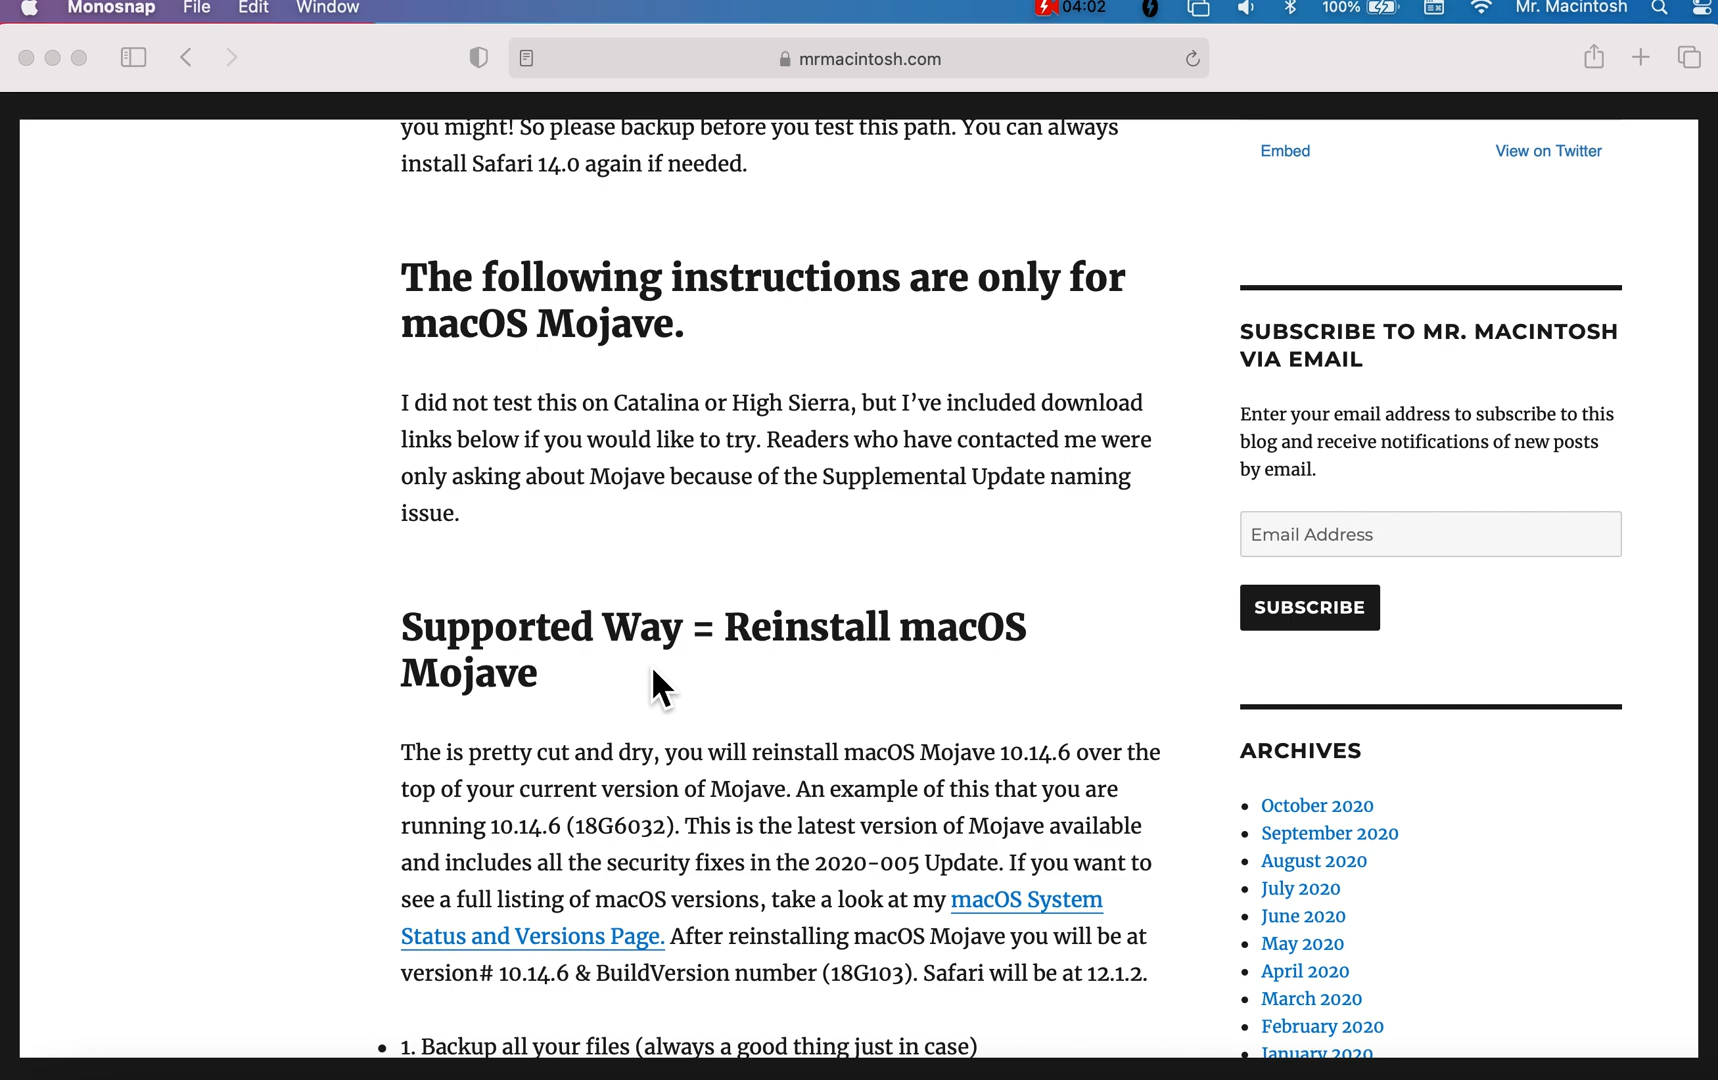 Monosnap File Edit Window 04:02 100% Mr. Macintosh
mrmacintosh.com
you might! So please backup before you test this path. You can always
install Safari 14.0 again if needed.
The following instructions are only for
macOS Mojave.
I did not test this on Catalina or High Sierra, but I’ve included download
links below if you would like to try. Readers who have contacted me were
only asking about Mojave because of the Supplemental Update naming
issue.
Supported Way = Reinstall macOS
Mojave
The is pretty cut and dry, you will reinstall macOS Mojave 10.14.6 over the
top of your current version of Mojave. An example of this that you are
running 10.14.6 (18G6032). This is the latest version of Mojave available
and includes all the security fixes in the 2020-005 Update. If you want to
see a full listing of macOS versions, take a look at my macOS System
Status and Versions Page. After reinstalling macOS Mojave you will be at
version# 10.14.6 & BuildVersion number (18G103). Safari will be at 12.1.2.
• 1. Backup all your files (always a good thing just in case)
Embed View on Twitter
SUBSCRIBE TO MR. MACINTOSH
VIA EMAIL
Enter your email address to subscribe to this
blog and receive notifications of new posts
by email.
Email Address
SUBSCRIBE
ARCHIVES
• October 2020
• September 2020
• August 2020
• July 2020
• June 2020
• May 2020
• April 2020
• March 2020
• February 2020
• January 2020